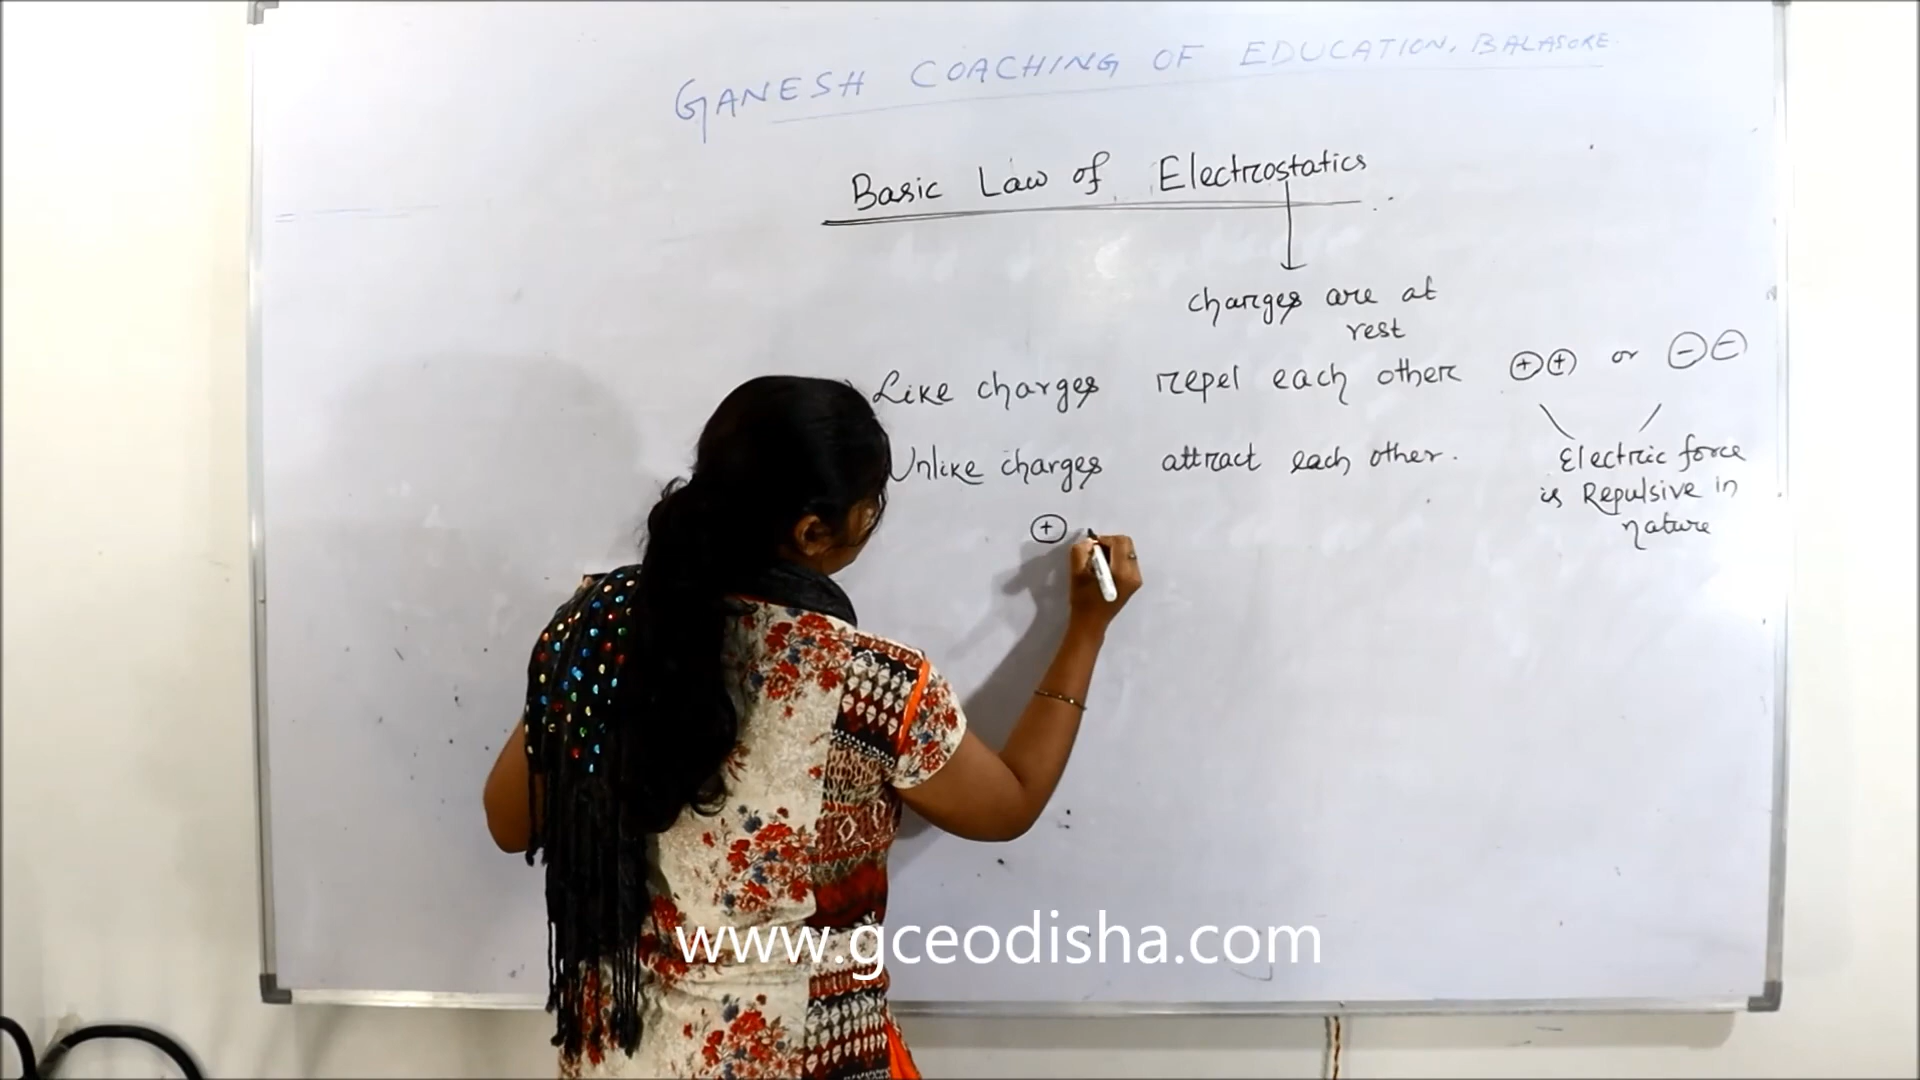 GANESH COACHING OF EDUCATION, BALASORE.
Basic Law of Electrostatics
charges are at
rest
Like charges repel each other ⊕⊕ or ⊖⊖
Unlike charges attract each other.
Electric force
is Repulsive in
nature
⊕
www.gceodisha.com